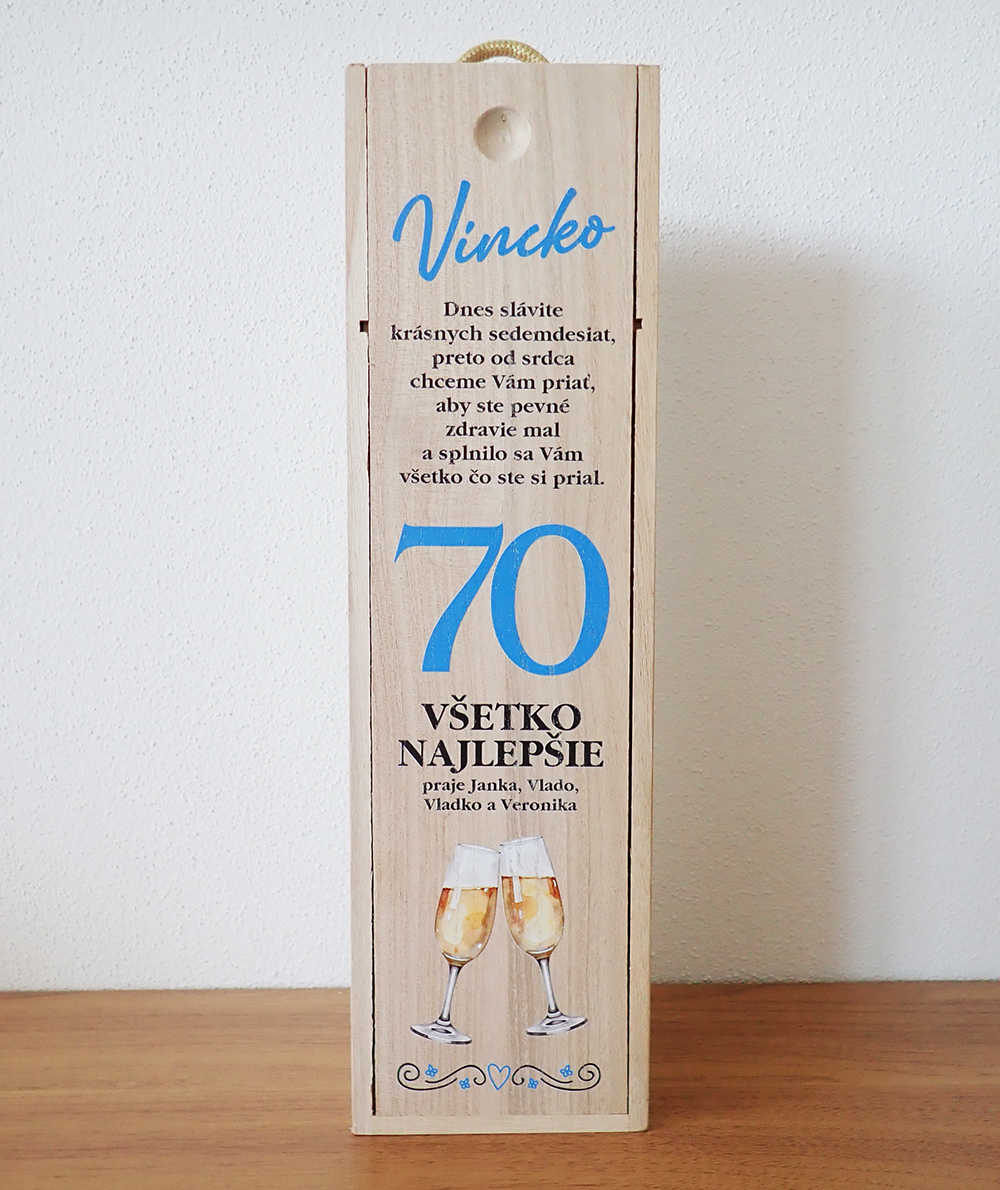 Vincko
Dnes slávite
krásnych sedemdesiat,
preto od srdca
chceme Vám priať,
aby ste pevné
zdravie mal
a splnilo sa Vám
všetko čo ste si prial.
70
VŠETKO
NAJLEPŠIE
praje Janka, Vlado,
Vladko a Veronika